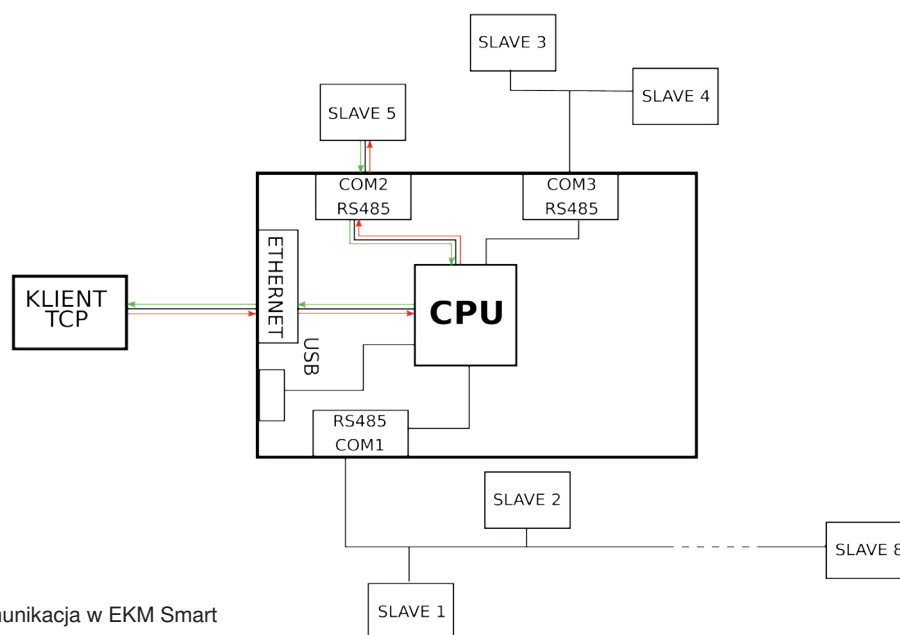 SLAVE 3
SLAVE 4
SLAVE 5
COM2
RS485
COM3
RS485
ETHERNET
KLIENT
TCP
CPU
USB
RS485
COM1
SLAVE 2
SLAVE 8
SLAVE 1
w EKM Smart